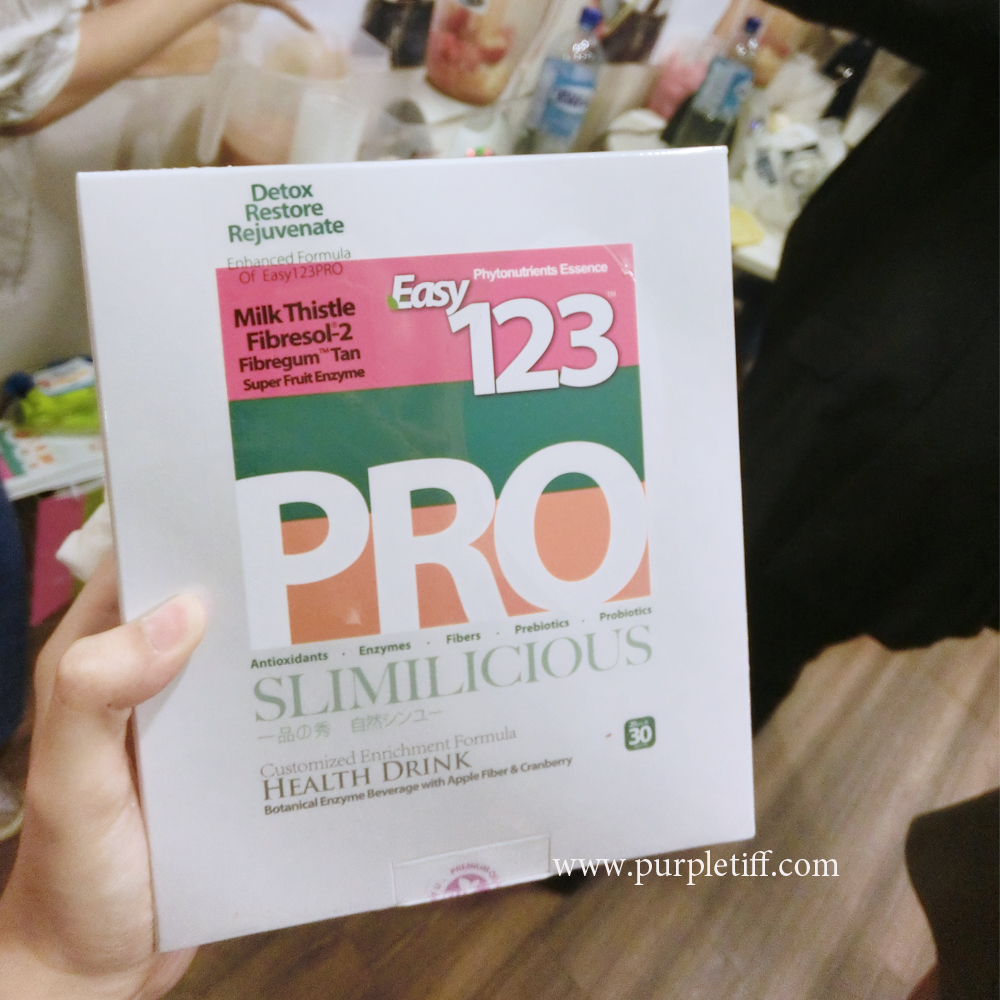 Detox
Restore
Rejuvenate
Enhanced Formula
Of Easy123PRO
Milk Thistle
Fibresol®-2
Fibregum™ Tan
Super Fruit Enzyme
Easy
Phytonutrients Essence
123™
PRO
Antioxidants · Enzymes · Fibers · Prebiotics · Probiotics
SLIMILICIOUS
一品の秀 自然シンユー
Customized Enrichment Formula
HEALTH DRINK
Botanical Enzyme Beverage with Apple Fiber & Cranberry
30
PREMIUM
www.purpletiff.com